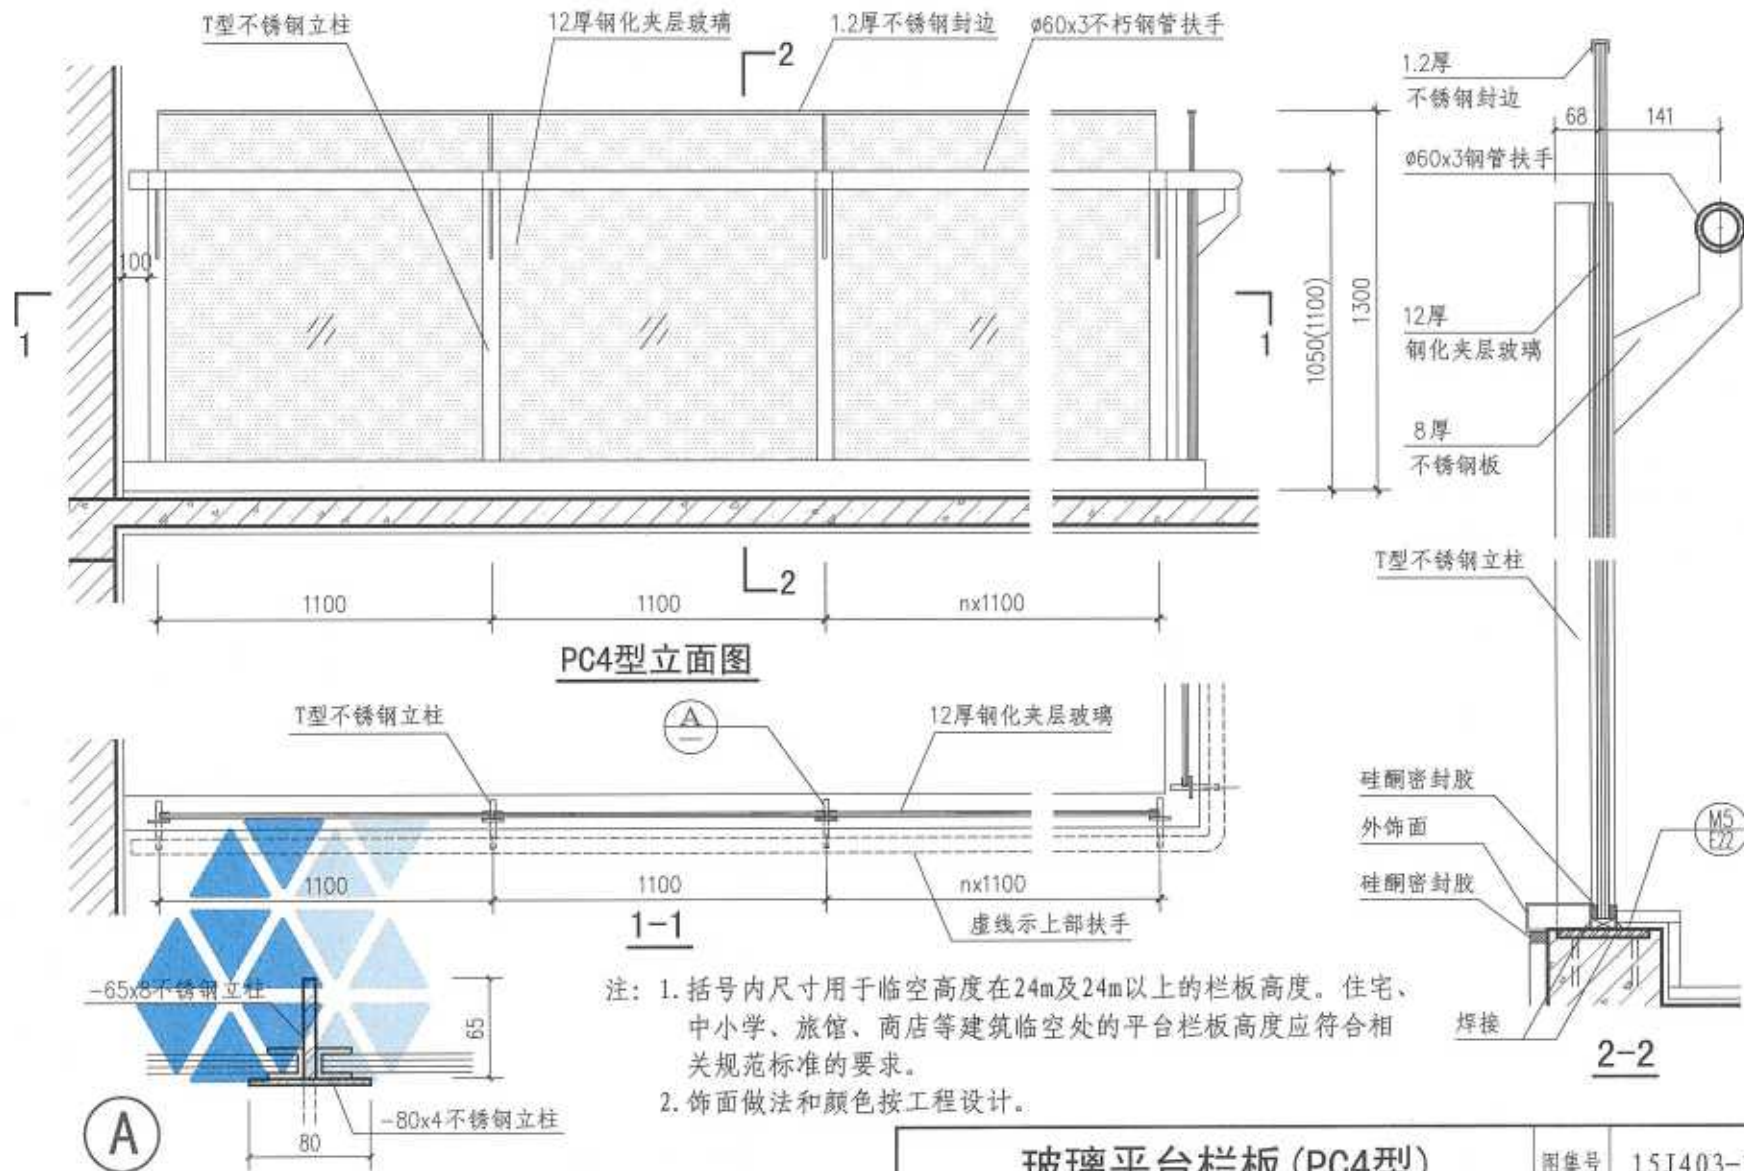 T型不锈钢立柱
12厚钢化夹层玻璃
1.2厚不锈钢封边
ø60x3不朽钢管扶手
2
100
1
1
1050(1100)
1300
2
1100
1100
nx1100
PC4型立面图
T型不锈钢立柱
A
12厚钢化夹层玻璃
1100
1100
nx1100
1-1
虚线示上部扶手
-65x8不锈钢立柱
65
-80x4不锈钢立柱
80
A
1.2厚
不锈钢封边
68
141
ø60x3钢管扶手
12厚
钢化夹层玻璃
8厚
不锈钢板
T型不锈钢立柱
硅酮密封胶
外饰面
硅酮密封胶
M5
E22
焊接
2-2
注: 1.括号内尺寸用于临空高度在24m及24m以上的栏板高度。住宅、
中小学、旅馆、商店等建筑临空处的平台栏板高度应符合相
关规范标准的要求。
2.饰面做法和颜色按工程设计。
玻璃平台栏板(PC4型)
图集号
15J403-